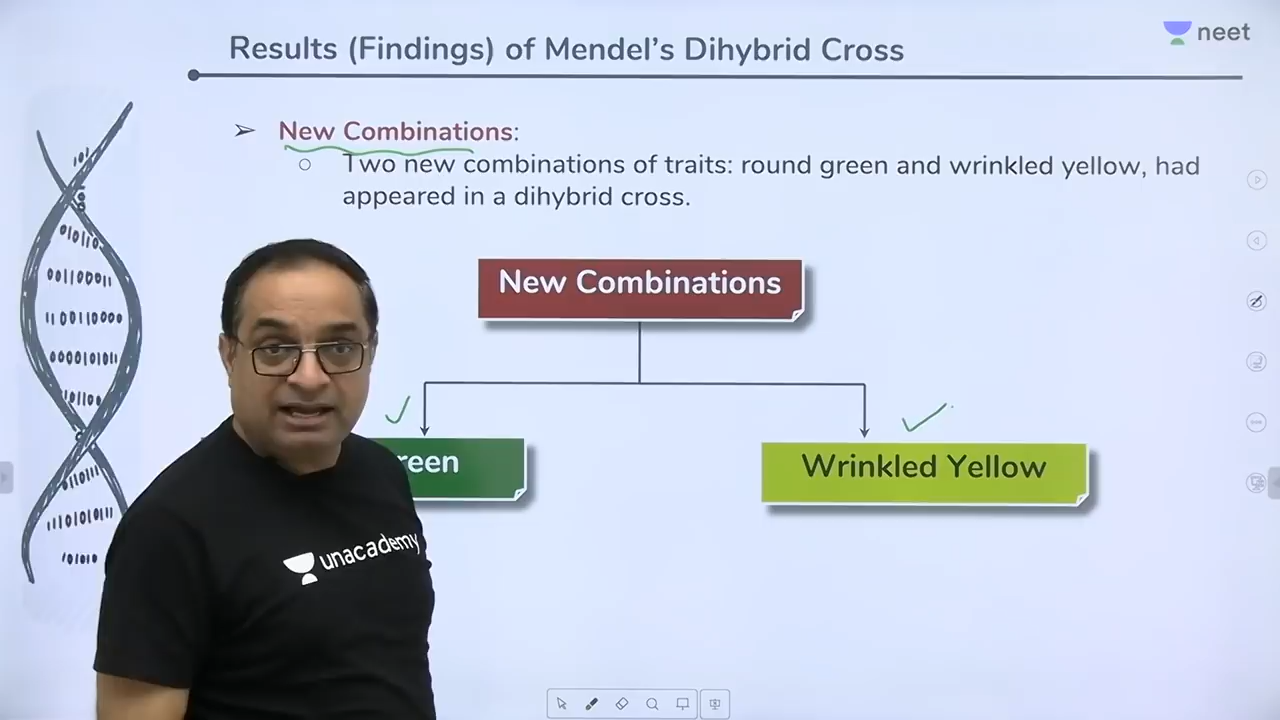 Results (Findings) of Mendel's Dihybrid Cross
neet
➢ New Combinations:
○ Two new combinations of traits: round green and wrinkled yellow, had
appeared in a dihybrid cross.
New Combinations
reen
Wrinkled Yellow
unacademy